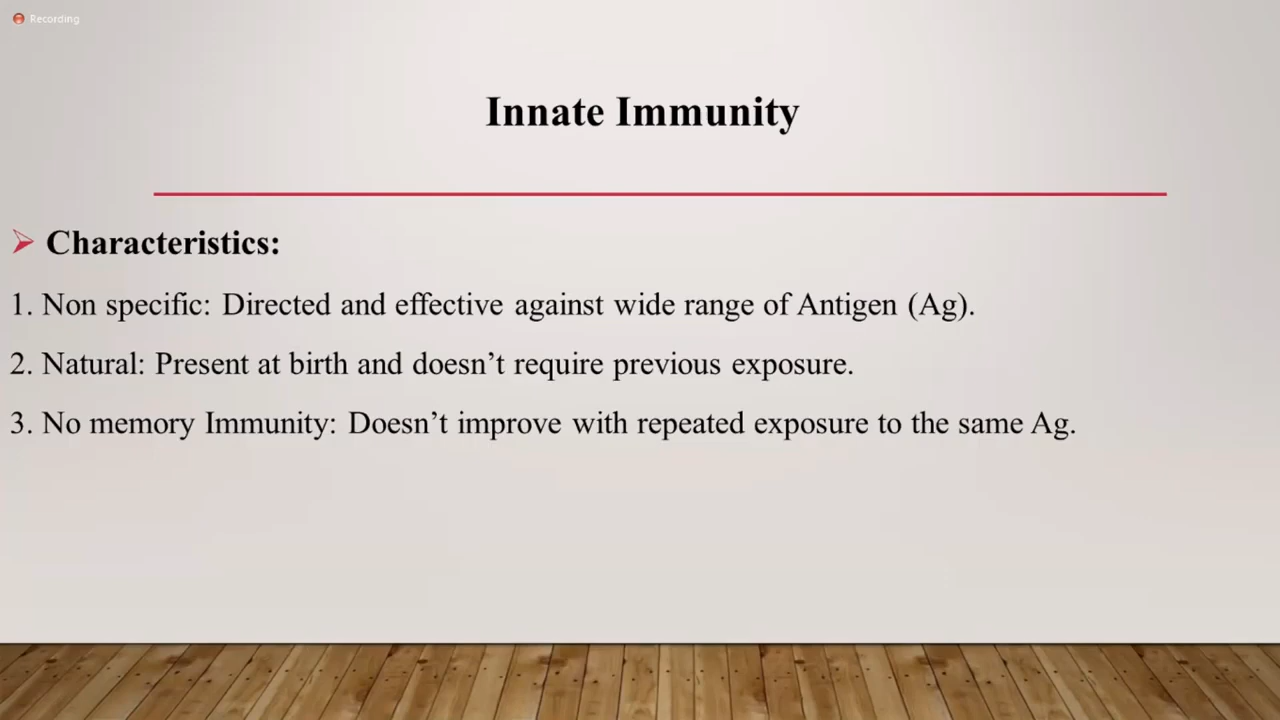 Recording
Innate Immunity
Characteristics:
1. Non specific: Directed and effective against wide range of Antigen (Ag).
2. Natural: Present at birth and doesn’t require previous exposure.
3. No memory Immunity: Doesn’t improve with repeated exposure to the same Ag.